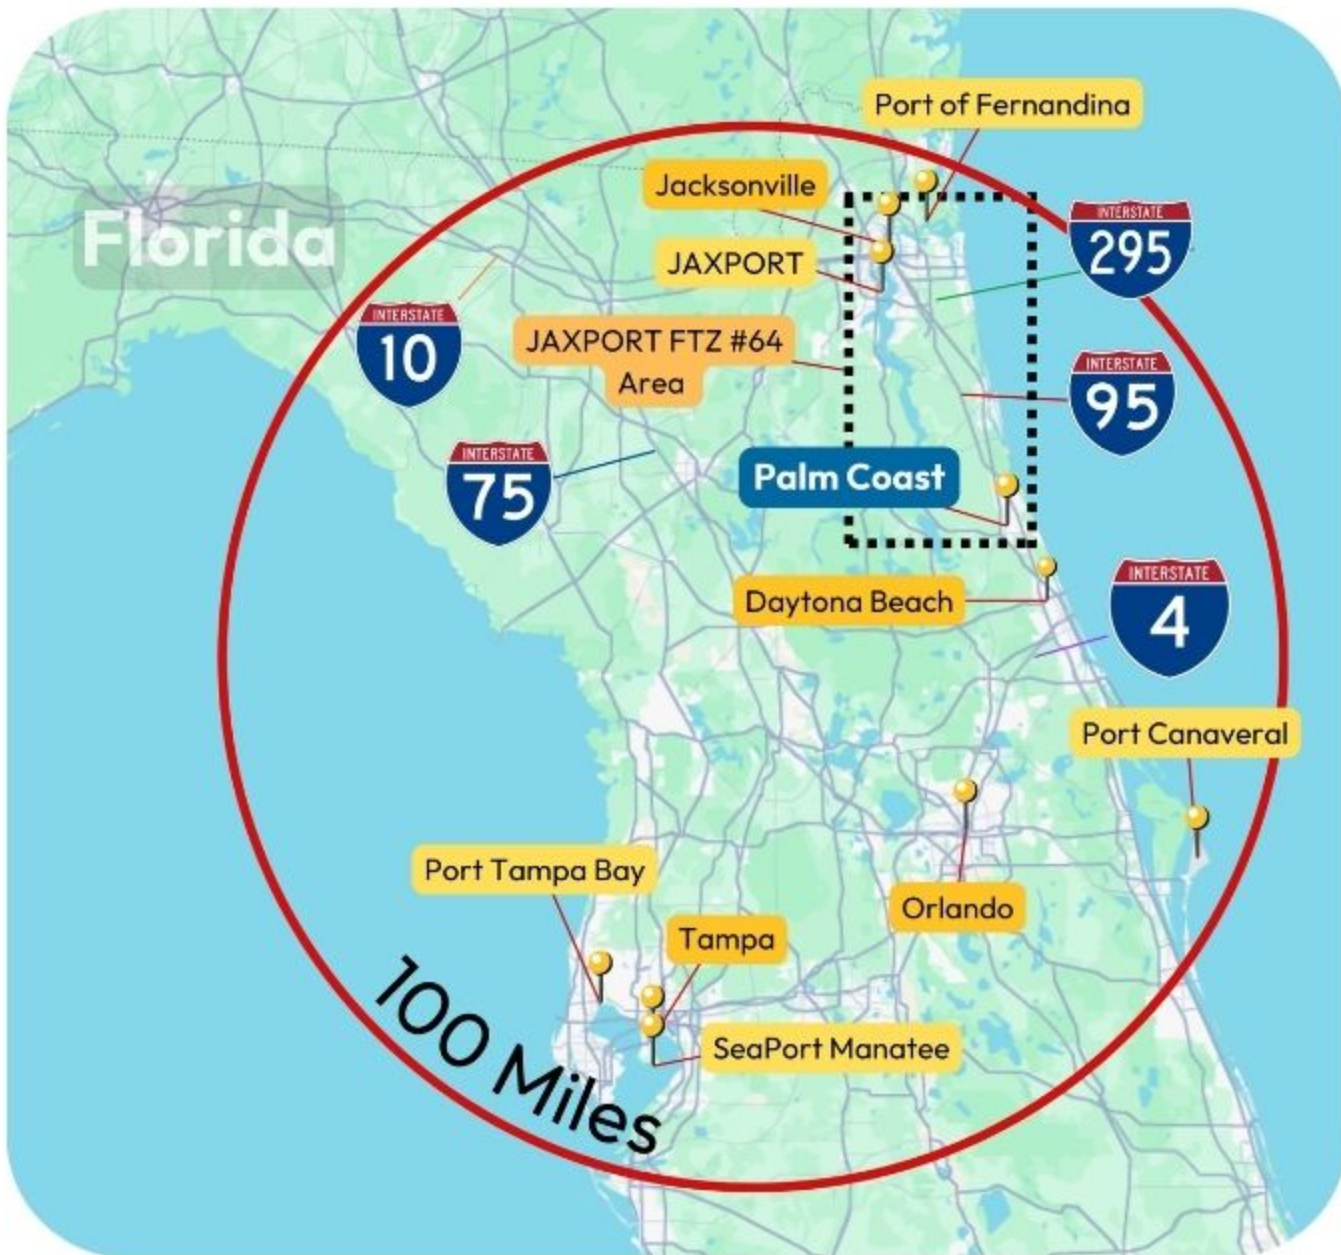 Port of Fernandina
Jacksonville
Florida
INTERSTATE
295
JAXPORT
INTERSTATE
10
JAXPORT FTZ #64
Area
INTERSTATE
95
INTERSTATE
75
Palm Coast
Daytona Beach
INTERSTATE
4
Port Canaveral
Port Tampa Bay
Orlando
Tampa
SeaPort Manatee
100 Miles